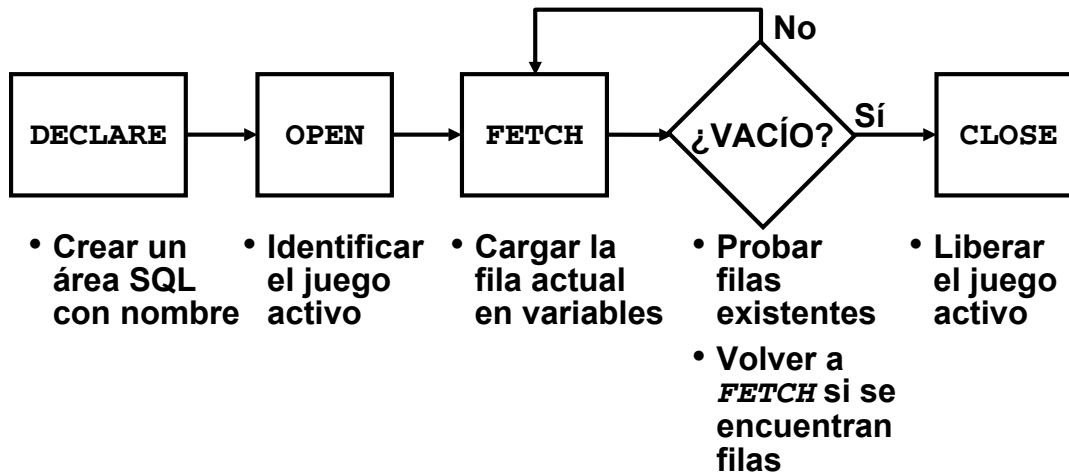 No
DECLARE
OPEN
FETCH
¿VACÍO?
Sí
CLOSE
• Crear un
área SQL
con nombre
• Identificar
el juego
activo
• Cargar la
fila actual
en variables
• Probar
filas
existentes
• Volver a
FETCH si se
encuentran
filas
• Liberar
el juego
activo